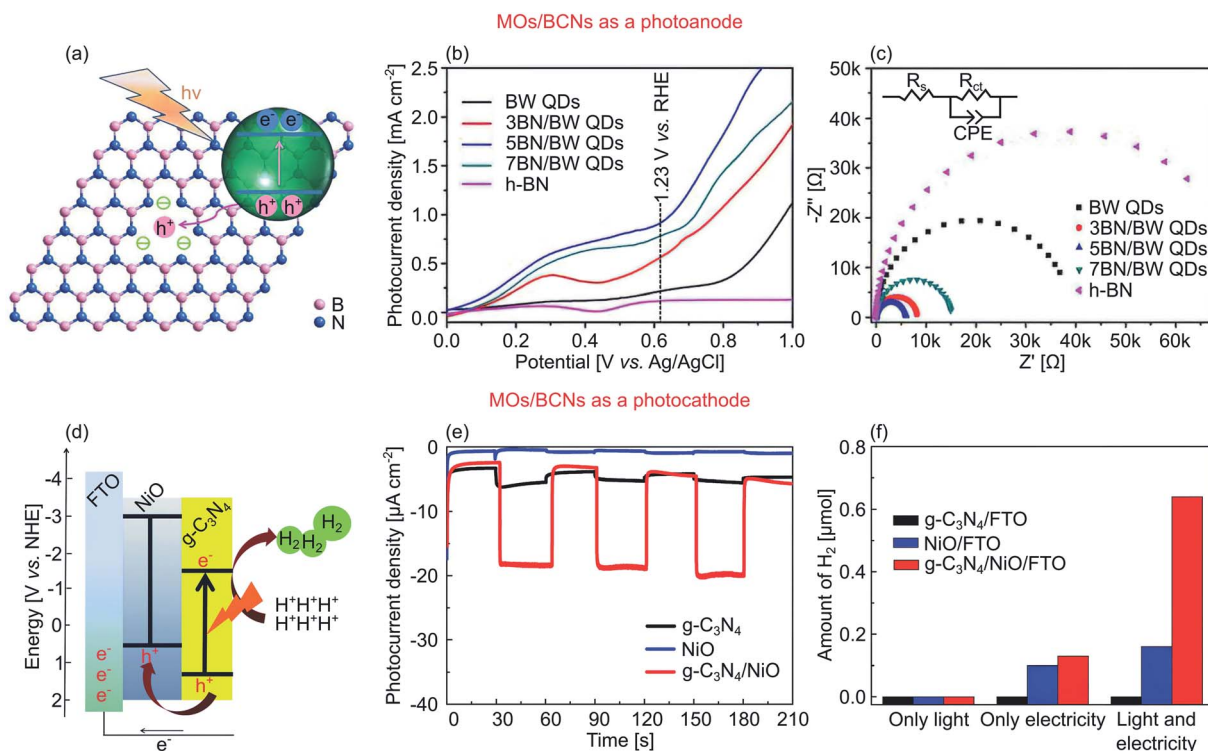 MOs/BCNs as a photoanode
(a)
hν
e⁻ e⁻
h⁺ h⁺
h⁺
B
N
(b)
Photocurrent density [mA cm⁻²]
2.5
2.0
1.5
1.0
0.5
0.0
BW QDs
3BN/BW QDs
5BN/BW QDs
7BN/BW QDs
h-BN
1.23 V vs. RHE
0.0 0.2 0.4 0.6 0.8 1.0
Potential [V vs. Ag/AgCl]
(c)
-Z" [Ω]
50k
40k
30k
20k
10k
0
Rs
Rct
CPE
BW QDs
3BN/BW QDs
5BN/BW QDs
7BN/BW QDs
h-BN
0 10k 20k 30k 40k 50k 60k
Z' [Ω]
MOs/BCNs as a photocathode
(d)
Energy [V vs. NHE]
-4
-3
-2
-1
0
1
2
FTO
NiO
g-C₃N₄
e⁻
H₂ H₂ H₂
H⁺H⁺H⁺
H⁺H⁺H⁺
h⁺
h⁺
e⁻
e⁻
e⁻
e⁻
(e)
Photocurrent density [μA cm⁻²]
0
-10
-20
-30
-40
g-C₃N₄
NiO
g-C₃N₄/NiO
0 30 60 90 120 150 180 210
Time [s]
(f)
Amount of H₂ [μmol]
0.8
0.6
0.4
0.2
0.0
g-C₃N₄/FTO
NiO/FTO
g-C₃N₄/NiO/FTO
Only light Only electricity Light and
electricity